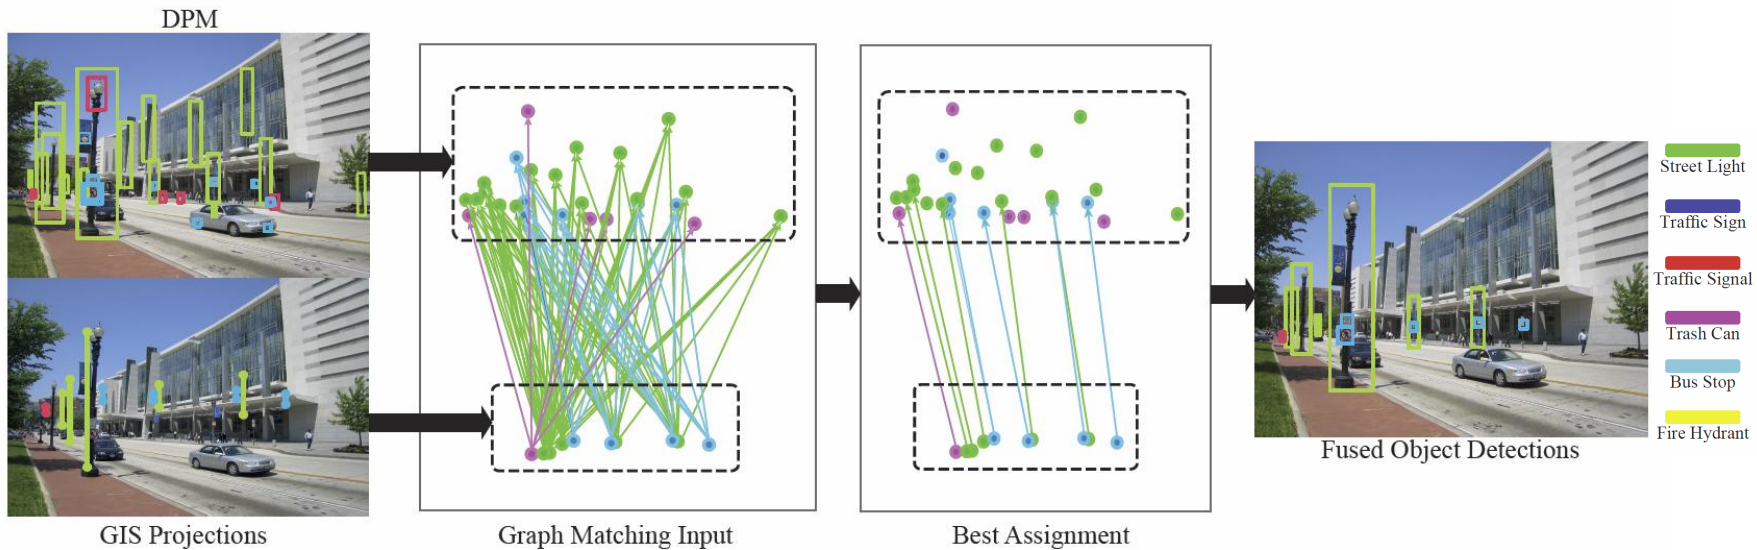 DPM
GIS Projections
Graph Matching Input
Best Assignment
Fused Object Detections
Street Light
Traffic Sign
Traffic Signal
Trash Can
Bus Stop
Fire Hydrant